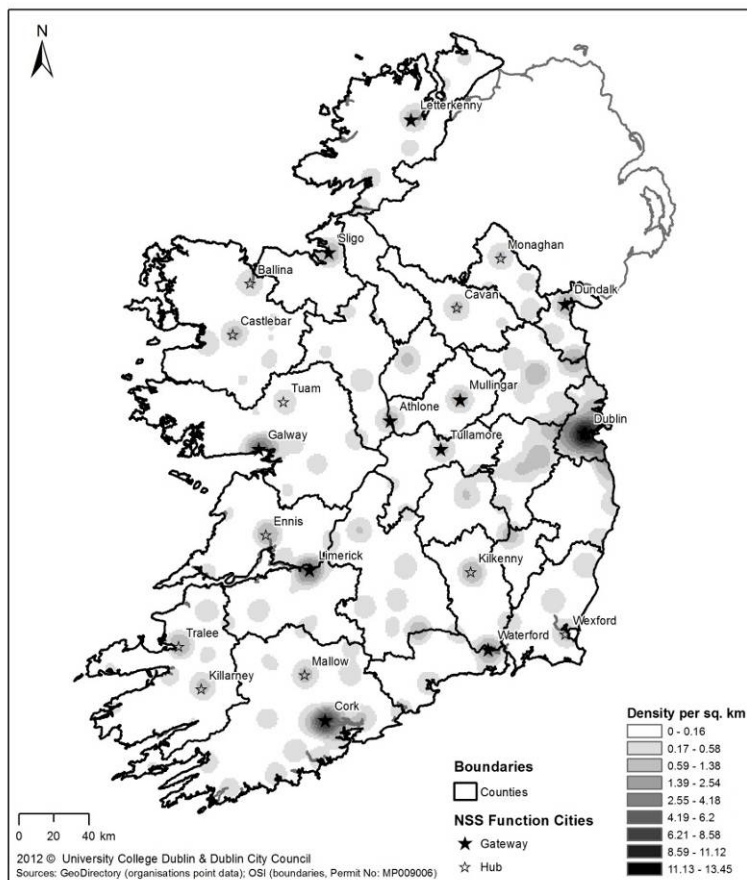 N
Letterkenny
Sligo
Monaghan
Ballina
Dundalk
Cavan
Castlebar
Mullingar
Tuam
Athlone
Dublin
Galway
Tullamore
Ennis
Limerick
Kilkenny
Wexford
Tralee
Waterford
Mallow
Killarney
Cork
Density per sq. km
0 - 0.16
0.17 - 0.58
0.59 - 1.38
1.39 - 2.54
2.55 - 4.18
4.19 - 6.2
6.21 - 8.58
8.59 - 11.12
11.13 - 13.45
Boundaries
Counties
NSS Function Cities
Gateway
Hub
0 20 40
km
2012 © University College Dublin & Dublin City Council
Sources: GeoDirectory (organisations point data); OSI (boundaries, Permit No: MP009006)